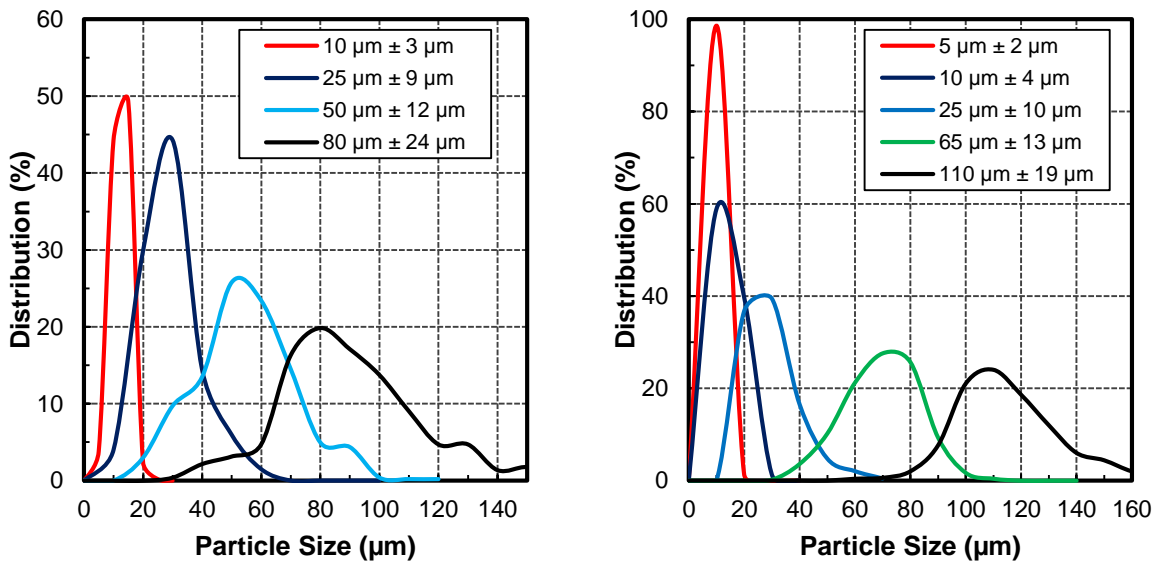 60
50
40
30
20
10
0
Distribution (%)
10 µm ± 3 µm
25 µm ± 9 µm
50 µm ± 12 µm
80 µm ± 24 µm
0 20 40 60 80 100 120 140
Particle Size (µm)
100
80
60
40
20
0
Distribution (%)
5 µm ± 2 µm
10 µm ± 4 µm
25 µm ± 10 µm
65 µm ± 13 µm
110 µm ± 19 µm
0 20 40 60 80 100 120 140 160
Particle Size (µm)